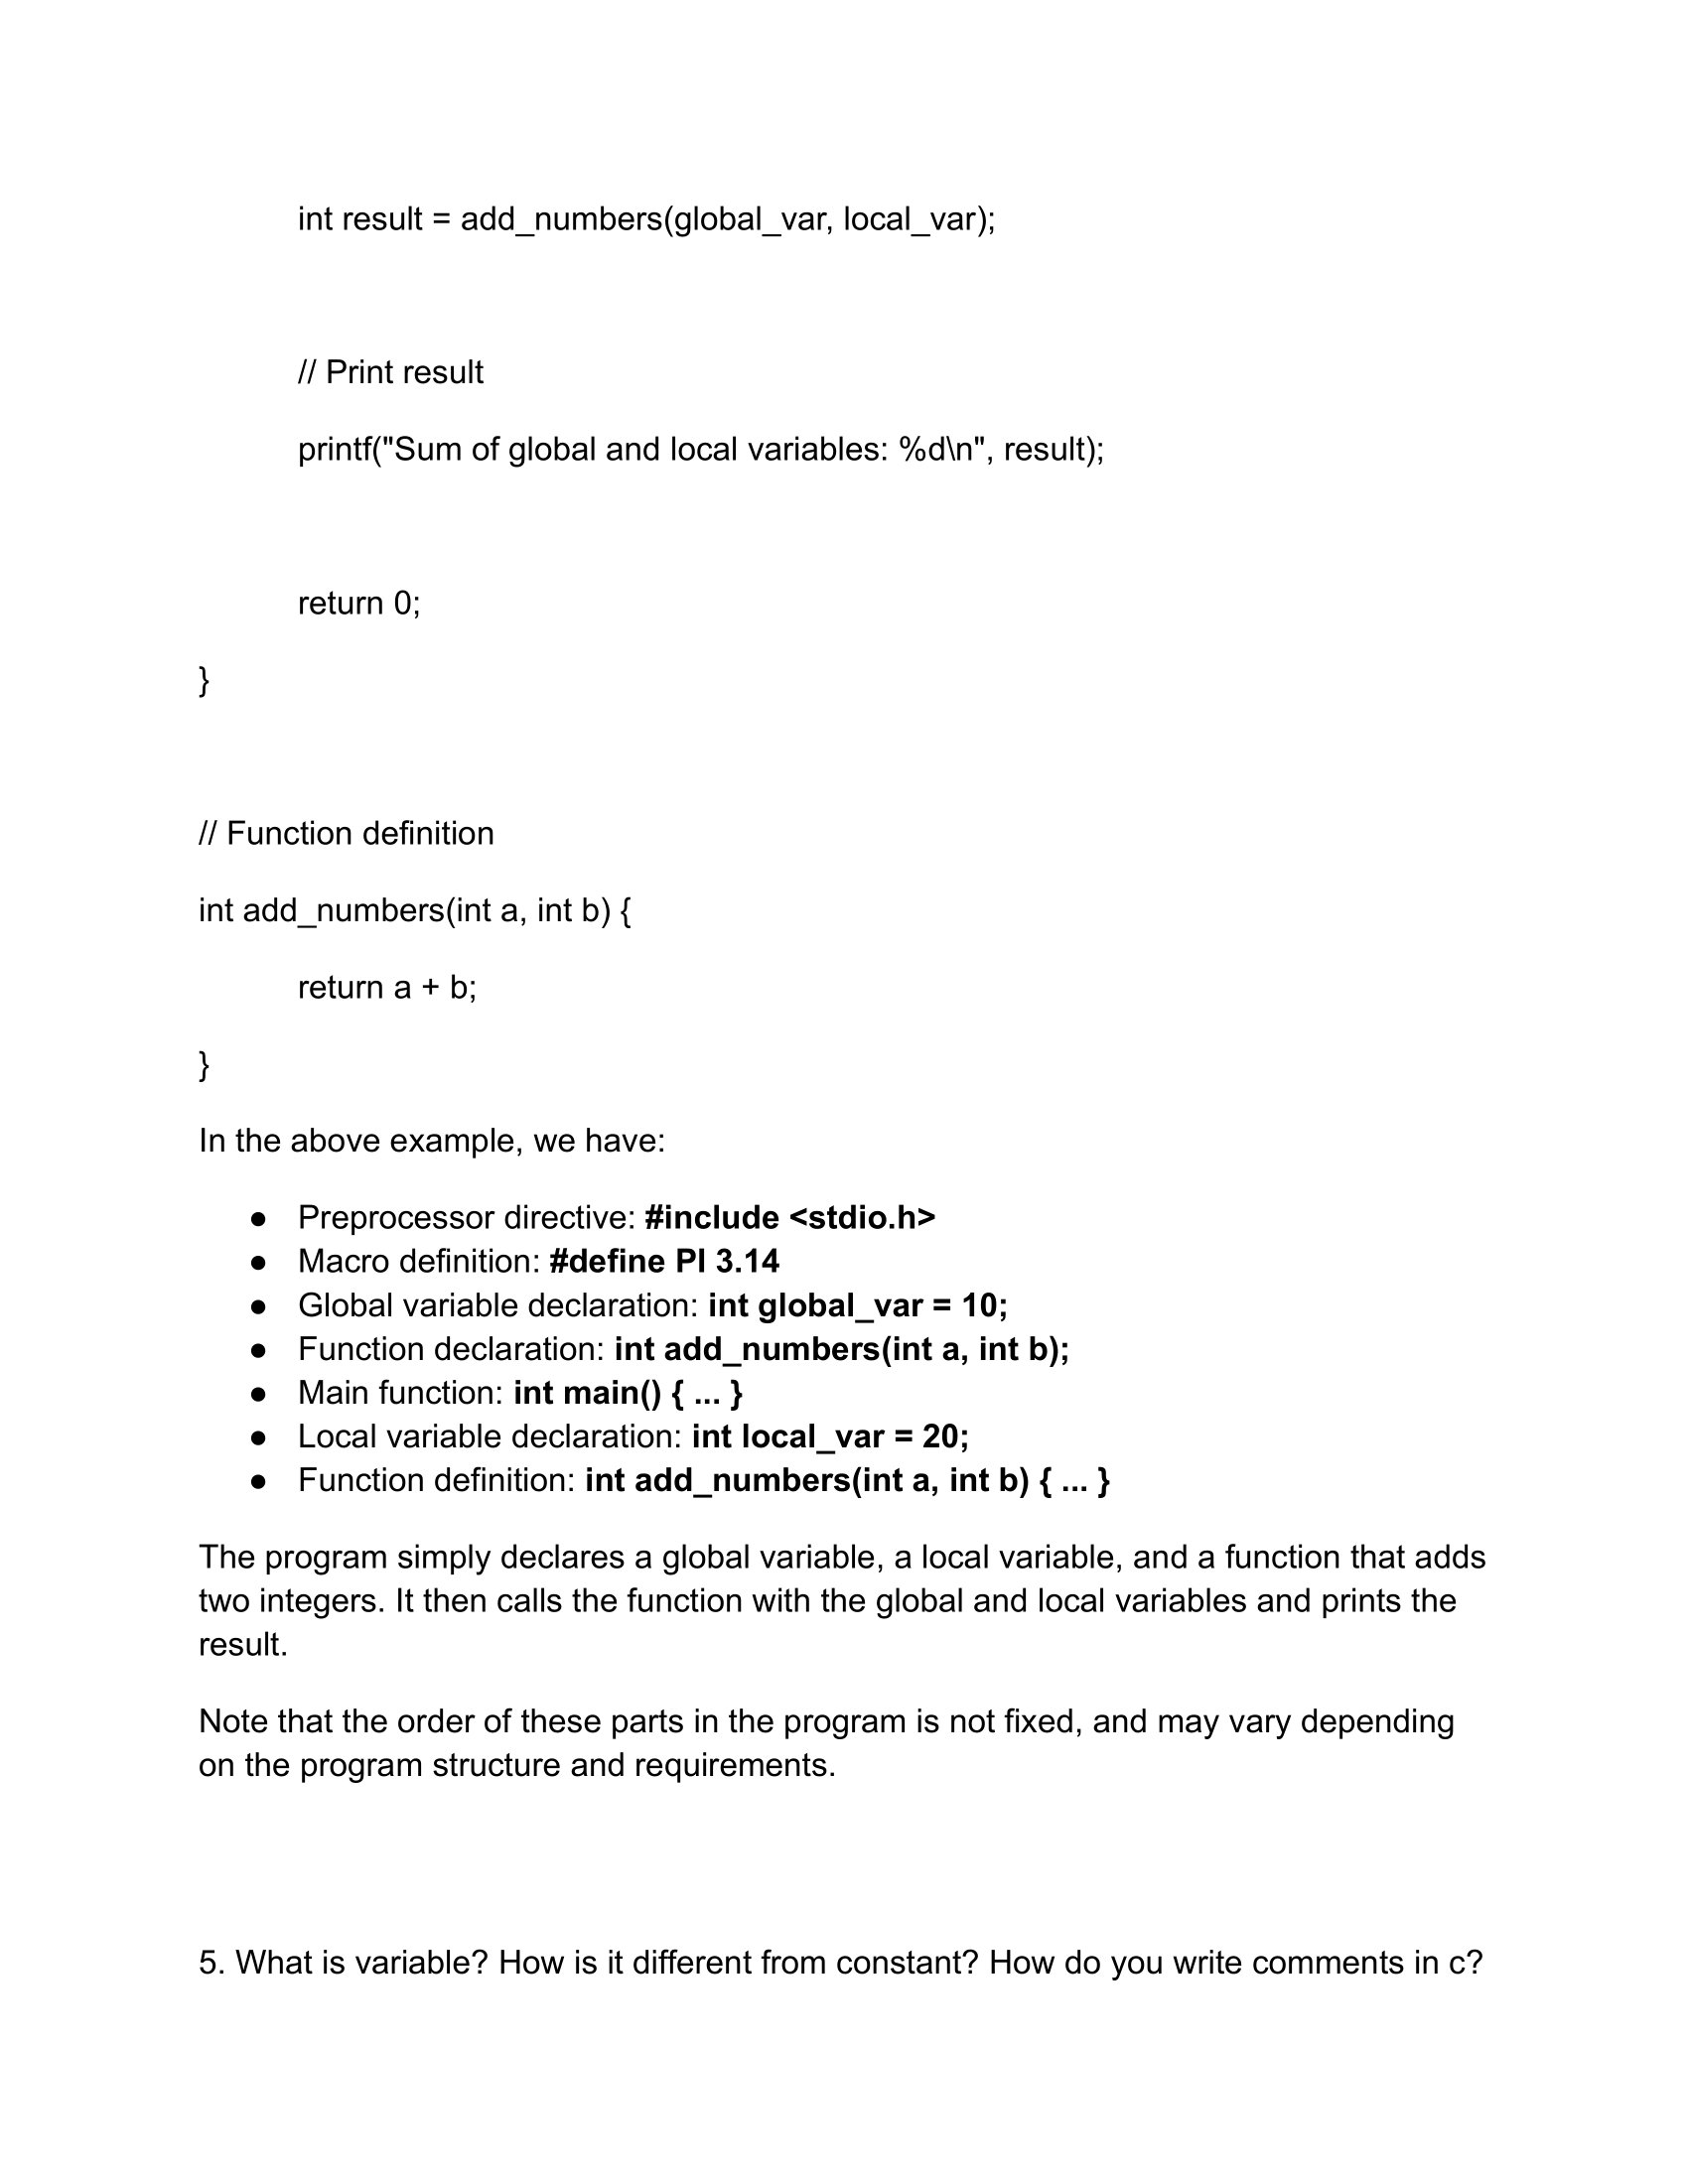 int result = add_numbers(global_var, local_var);
// Print result
printf("Sum of global and local variables: %d\n", result);
return 0;
}
// Function definition
int add_numbers(int a, int b) {
return a + b;
}
In the above example, we have:
● Preprocessor directive: #include <stdio.h>
● Macro definition: #define PI 3.14
● Global variable declaration: int global_var = 10;
● Function declaration: int add_numbers(int a, int b);
● Main function: int main() { ... }
● Local variable declaration: int local_var = 20;
● Function definition: int add_numbers(int a, int b) { ... }
The program simply declares a global variable, a local variable, and a function that adds
two integers. It then calls the function with the global and local variables and prints the
result.
Note that the order of these parts in the program is not fixed, and may vary depending
on the program structure and requirements.
5. What is variable? How is it different from constant? How do you write comments in c?